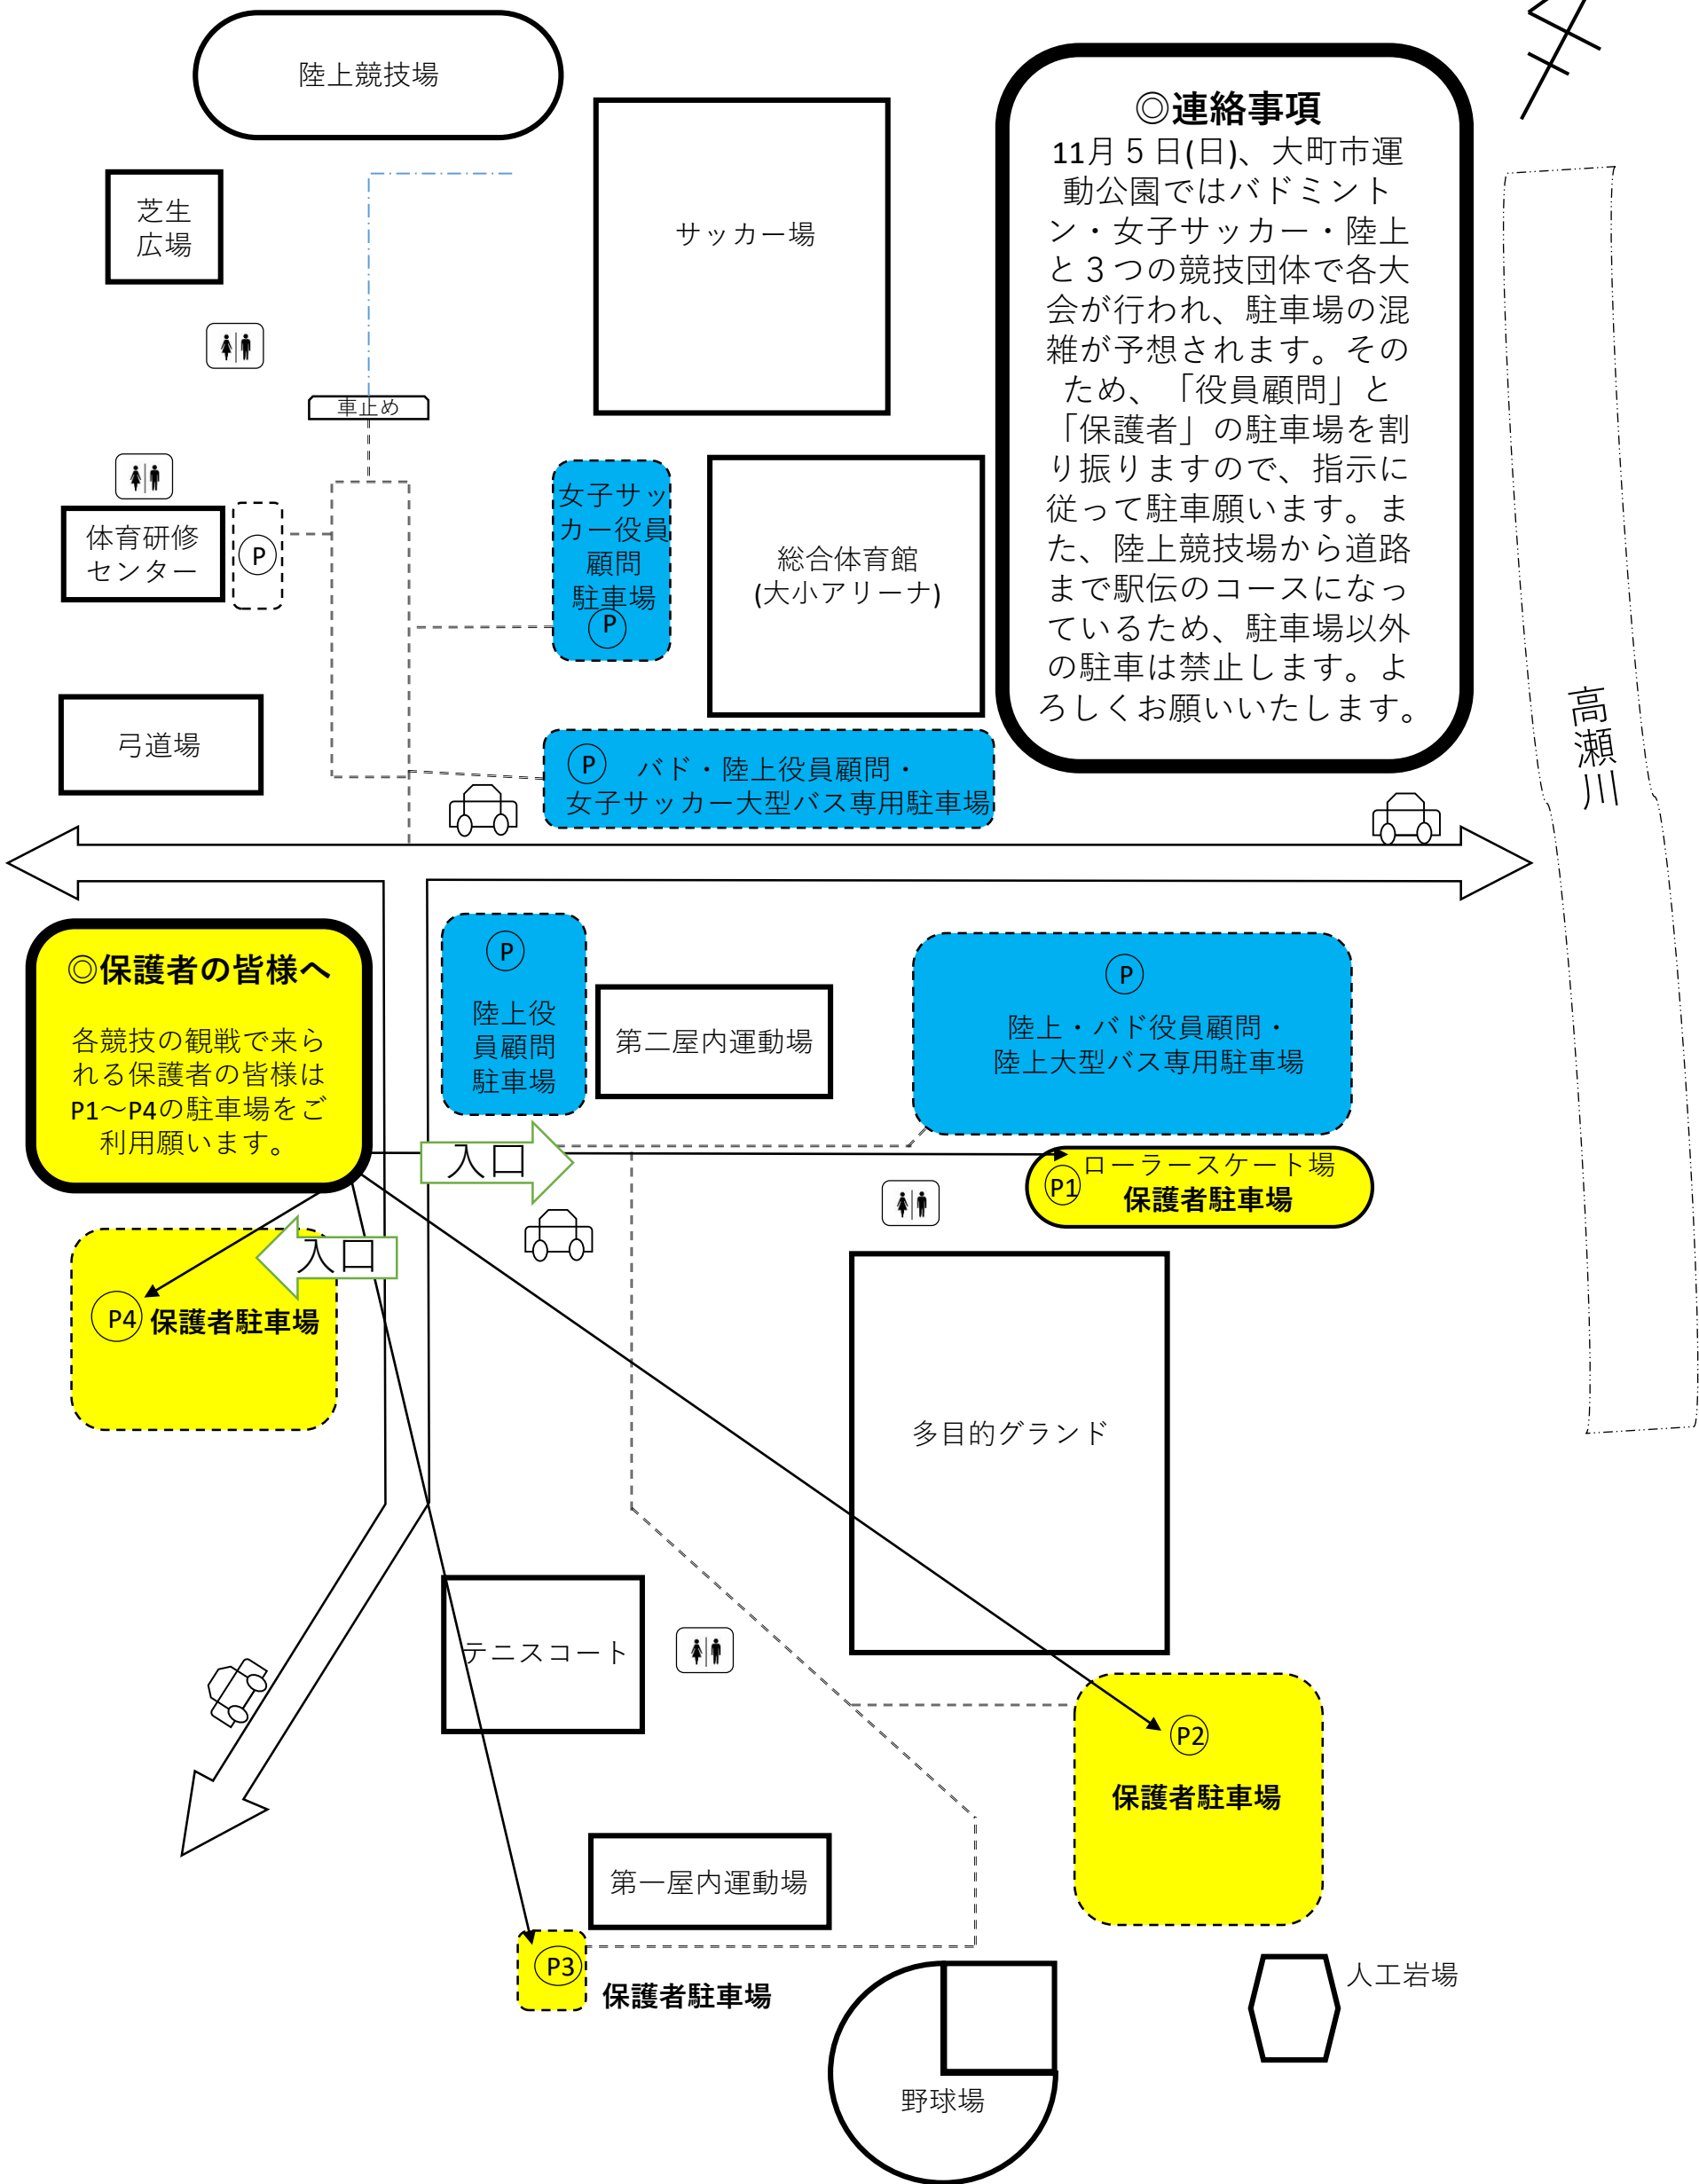 陸上競技場
◎連絡事項
11月５日(日)、大町市運
動公園ではバドミント
ン・女子サッカー・陸上
と３つの競技団体で各大
会が行われ、駐車場の混
雑が予想されます。その
ため、「役員顧問」と
「保護者」の駐車場を割
り振りますので、指示に
従って駐車願います。ま
た、陸上競技場から道路
まで駅伝のコースになっ
ているため、駐車場以外
の駐車は禁止します。よ
ろしくお願いいたします。
芝生
広場
サッカー場
車止め
体育研修
センター
P
女子サッ
カー役員
顧問
駐車場
P
総合体育館
(大小アリーナ)
高瀬川
弓道場
P
バド・陸上役員顧問・
女子サッカー大型バス専用駐車場
◎保護者の皆様へ
各競技の観戦で来ら
れる保護者の皆様は
P1～P4の駐車場をご
利用願います。
P
陸上役
員顧問
駐車場
第二屋内運動場
P
陸上・バド役員顧問・
陸上大型バス専用駐車場
入口
P1
ローラースケート場
保護者駐車場
入口
P4
保護者駐車場
多目的グランド
テニスコート
P2
保護者駐車場
第一屋内運動場
P3
保護者駐車場
人工岩場
野球場